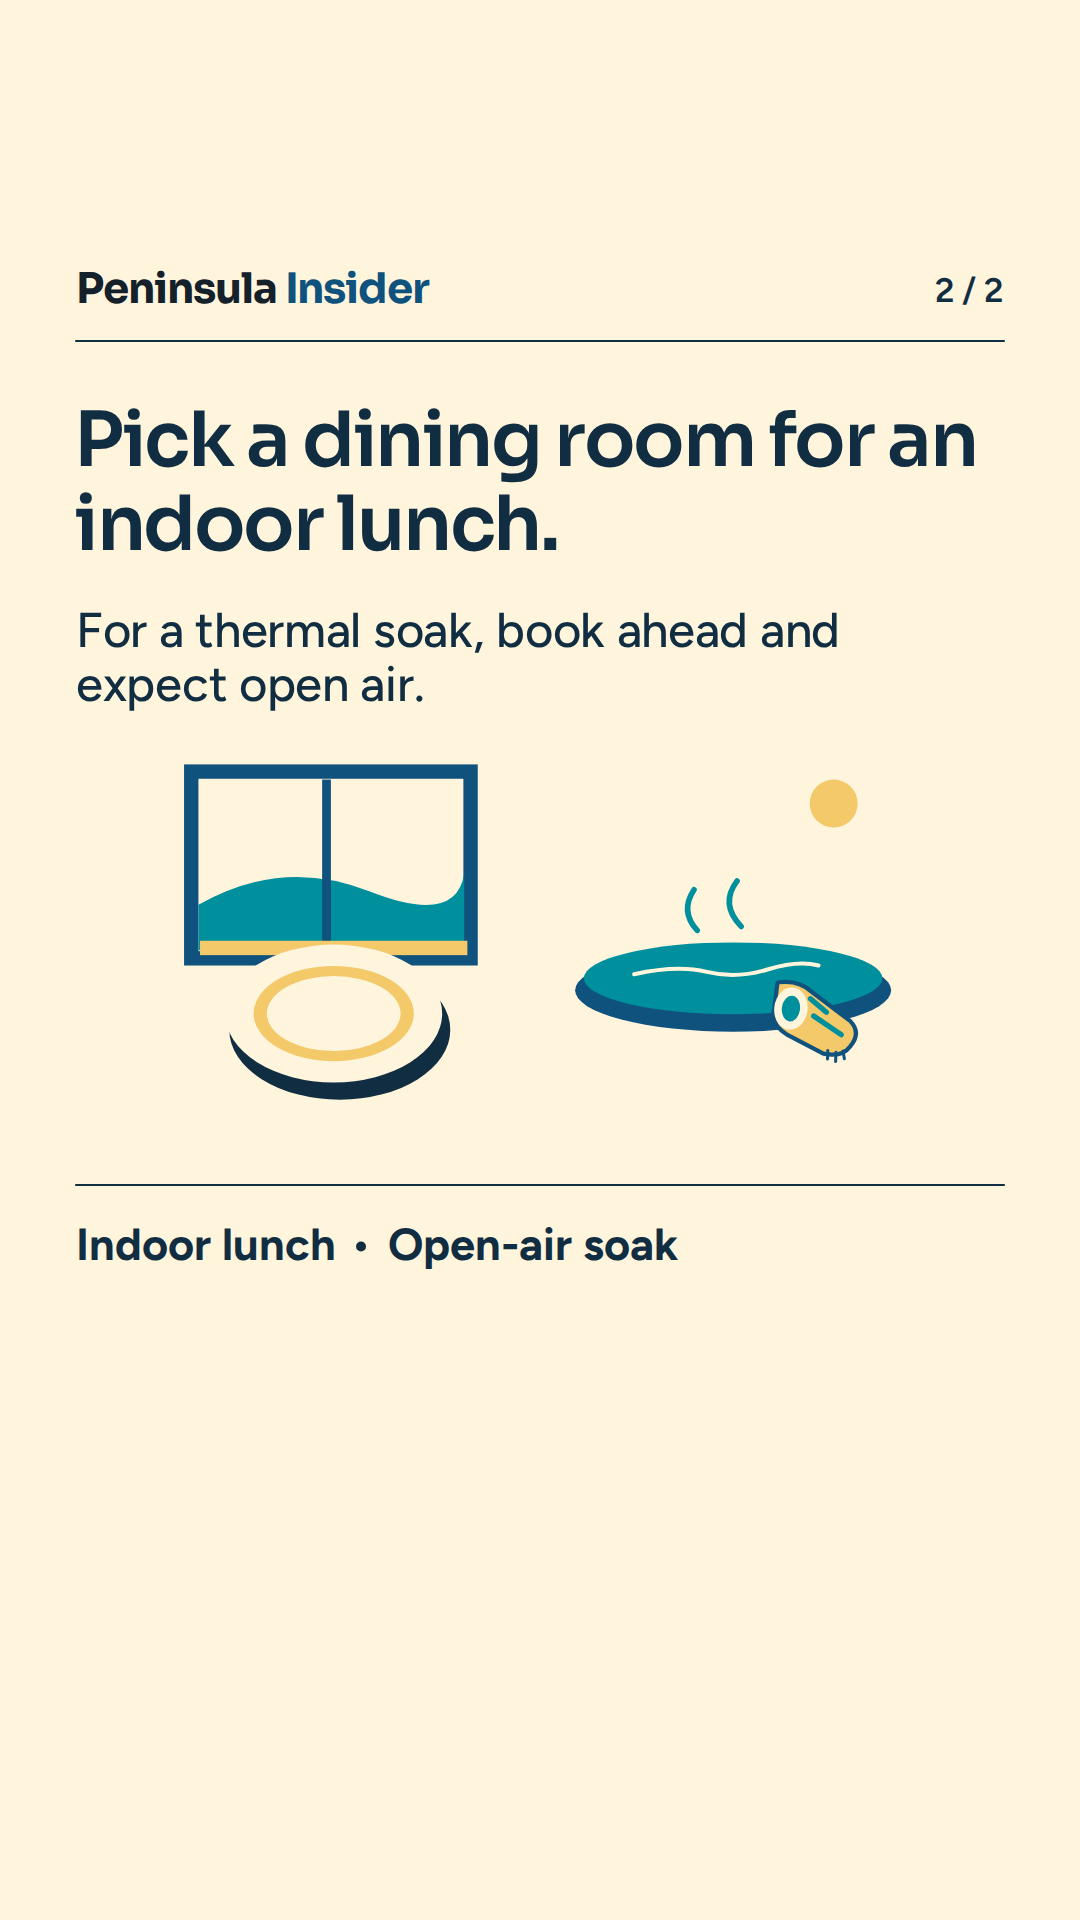 Peninsula Insider
2 / 2
Pick a dining room for an
indoor lunch.
For a thermal soak, book ahead and
expect open air.
Indoor lunch • Open-air soak